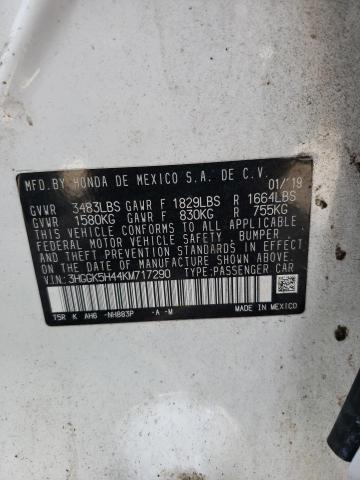 MFD.BY HONDA DE MEXICO S.A. DE C.V. 01/'19
GVWR 3483LBS GAWR F 1829LBS R 1664LBS
GVWR 1580KG GAWR F 830KG R 755KG
THIS VEHICLE CONFORMS TO ALL APPLICABLE
FEDERAL MOTOR VEHICLE SAFETY, BUMPER,
AND THEFT PREVENTION STANDARDS IN EFFECT
ON THE DATE OF MANUFACTURE SHOWN ABOVE.
V.I.N.:3HGGK5H44KM717290 TYPE:PASSENGER CAR
T5R K AH6 -NH883P -A -M MADE IN MEXICO